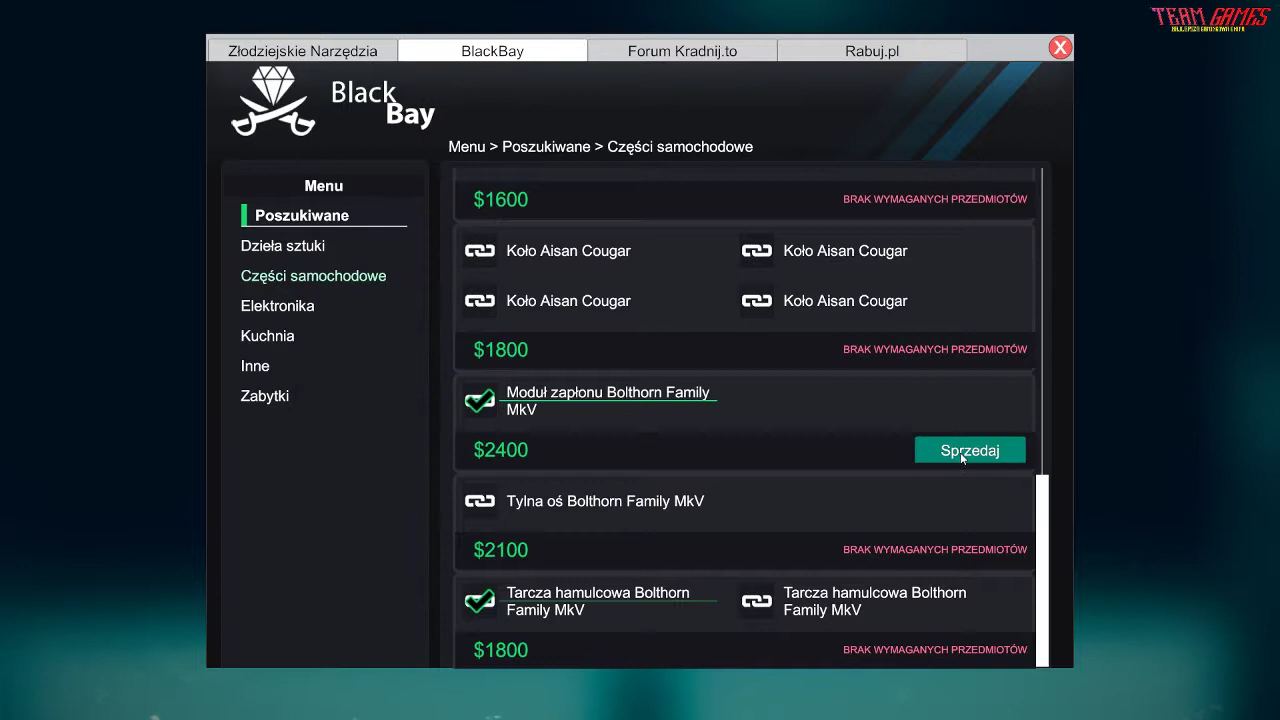 TEAM GAMES
Złodziejskie Narzędzia
BlackBay
Forum Kradnij.to
Rabuj.pl
X
Black
Bay
Menu > Poszukiwane > Części samochodowe
Menu
Poszukiwane
Dzieła sztuki
Części samochodowe
Elektronika
Kuchnia
Inne
Zabytki
$1600
BRAK WYMAGANYCH PRZEDMIOTÓW
Koło Aisan Cougar
Koło Aisan Cougar
Koło Aisan Cougar
Koło Aisan Cougar
$1800
BRAK WYMAGANYCH PRZEDMIOTÓW
Moduł zapłonu Bolthorn Family
MkV
$2400
Sprzedaj
Tylna oś Bolthorn Family MkV
$2100
BRAK WYMAGANYCH PRZEDMIOTÓW
Tarcza hamulcowa Bolthorn
Family MkV
Tarcza hamulcowa Bolthorn
Family MkV
$1800
BRAK WYMAGANYCH PRZEDMIOTÓW